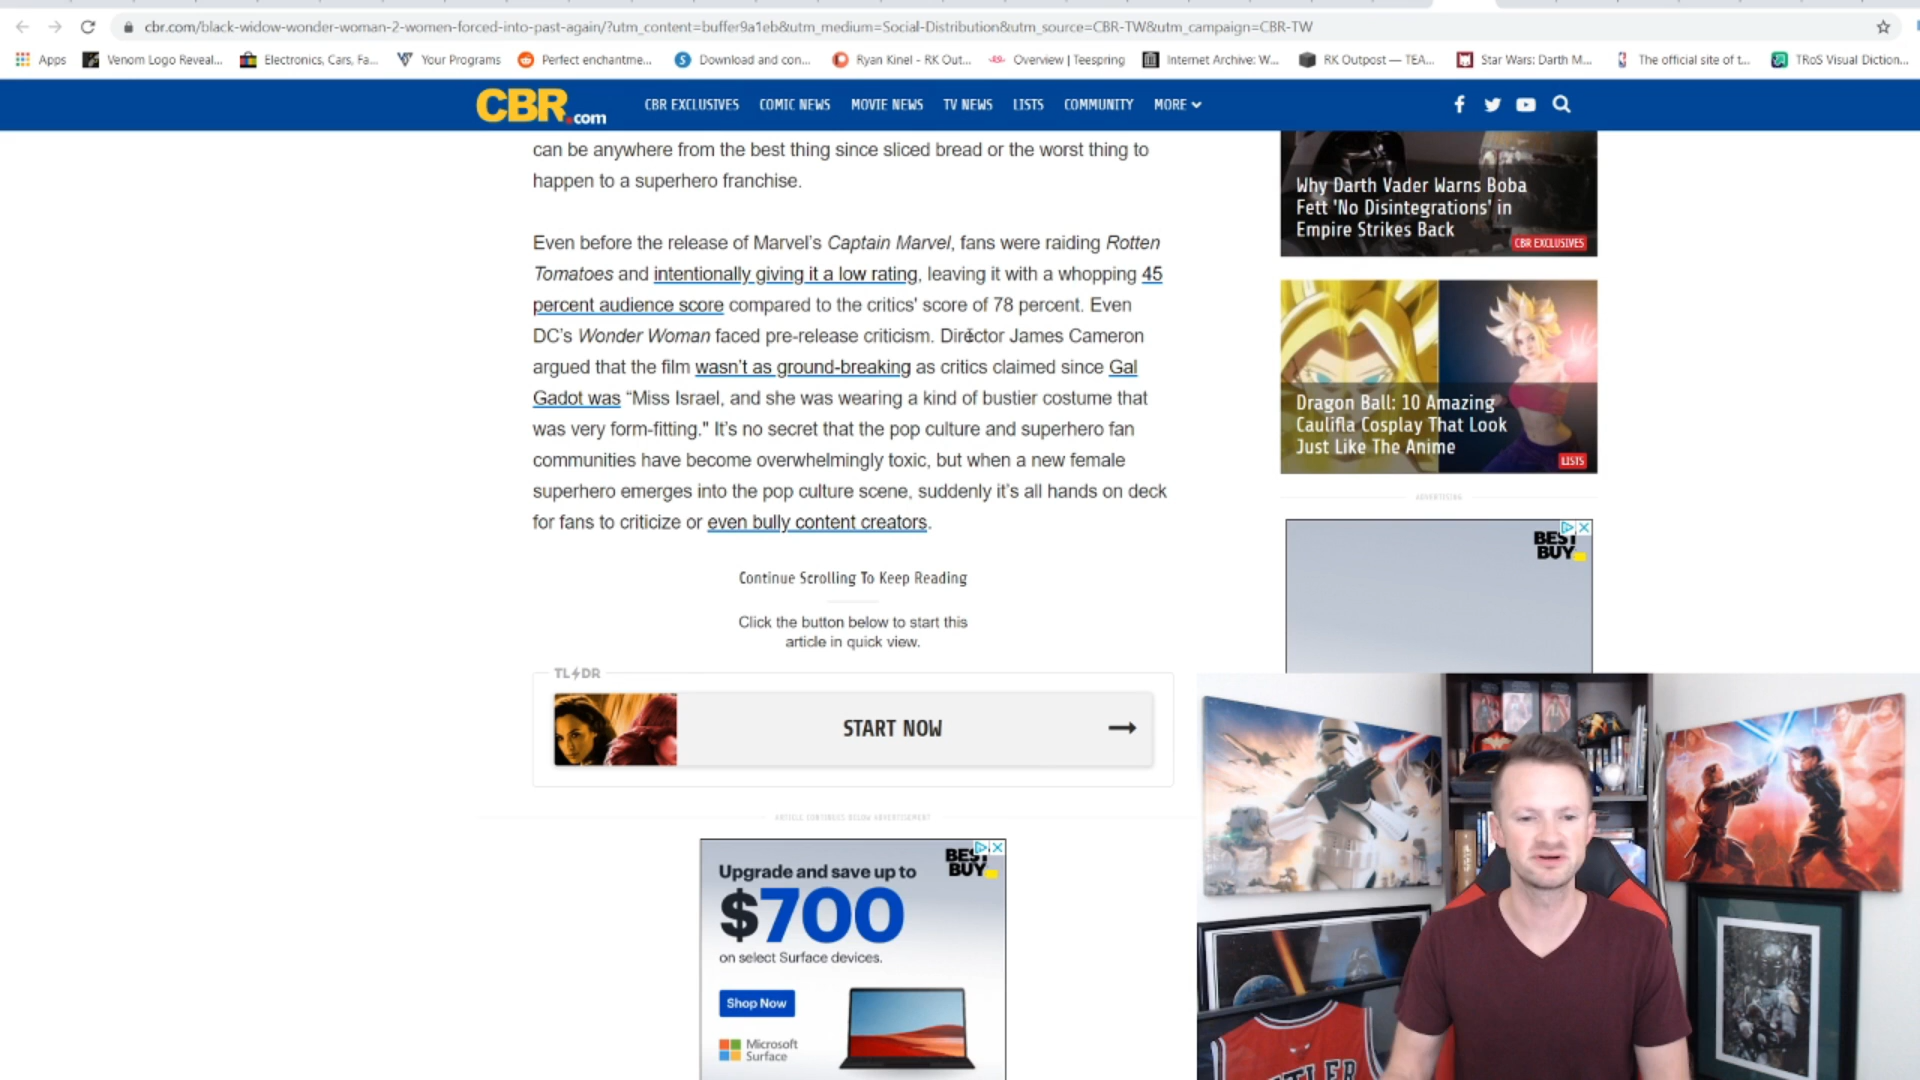 cbr.com/black-widow-wonder-woman-2-women-forced-into-past-again/?utm_content=buffer9a1eb&utm_medium=Social-Distribution&utm_source=CBR-TW&utm_campaign=CBR-TW
Apps Venom Logo Reveal... Electronics, Cars, Fa... Your Programs Perfect enchantme... Download and con... Ryan Kinel - RK Out... Overview | Teespring Internet Archive: W... RK Outpost — TEA... Star Wars: Darth M... The official site of t... TRoS Visual Diction...
CBR.com CBR EXCLUSIVES COMIC NEWS MOVIE NEWS TV NEWS LISTS COMMUNITY MORE
can be anywhere from the best thing since sliced bread or the worst thing to
happen to a superhero franchise.
Even before the release of Marvel's Captain Marvel, fans were raiding Rotten
Tomatoes and intentionally giving it a low rating, leaving it with a whopping 45
percent audience score compared to the critics' score of 78 percent. Even
DC's Wonder Woman faced pre-release criticism. Director James Cameron
argued that the film wasn't as ground-breaking as critics claimed since Gal
Gadot was “Miss Israel, and she was wearing a kind of bustier costume that
was very form-fitting." It's no secret that the pop culture and superhero fan
communities have become overwhelmingly toxic, but when a new female
superhero emerges into the pop culture scene, suddenly it's all hands on deck
for fans to criticize or even bully content creators.
Continue Scrolling To Keep Reading
Click the button below to start this
article in quick view.
TL DR
START NOW
ARTICLE CONTINUES BELOW ADVERTISEMENT
BEST
BUY
Upgrade and save up to
$700
on select Surface devices.
Shop Now
Microsoft
Surface
Why Darth Vader Warns Boba
Fett 'No Disintegrations' in
Empire Strikes Back
CBR EXCLUSIVES
Dragon Ball: 10 Amazing
Caulifla Cosplay That Look
Just Like The Anime
LISTS
ADVERTISING
BEST
BUY